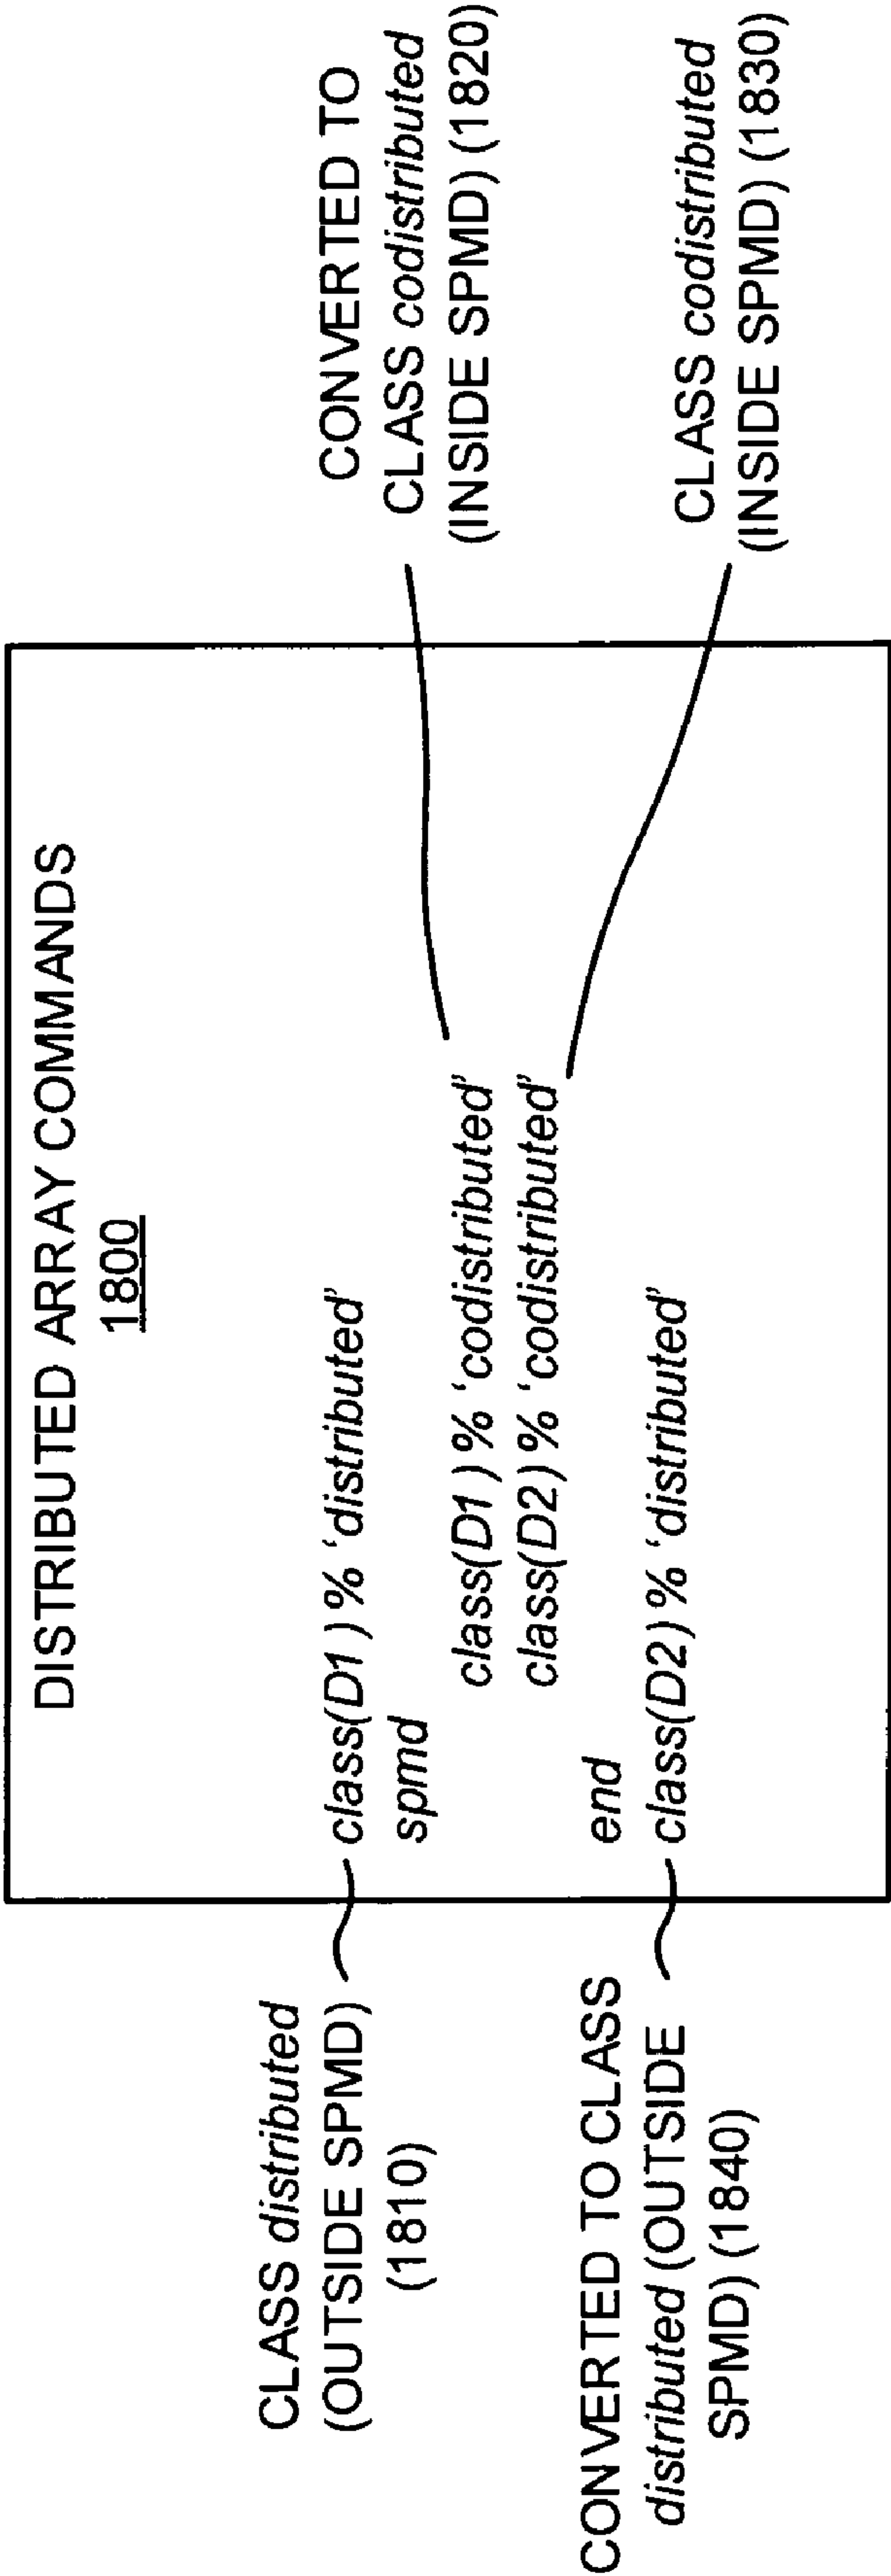 DISTRIBUTED ARRAY COMMANDS
1800
CLASS distributed
(OUTSIDE SPMD)
(1810)
class(D1) % ‘distributed’
spmd
class(D1) % ‘codistributed’
class(D2) % ‘codistributed’
end
class(D2) % ‘distributed’
CONVERTED TO
CLASS codistributed
(INSIDE SPMD) (1820)
CLASS codistributed
(INSIDE SPMD) (1830)
CONVERTED TO CLASS
distributed (OUTSIDE
SPMD) (1840)